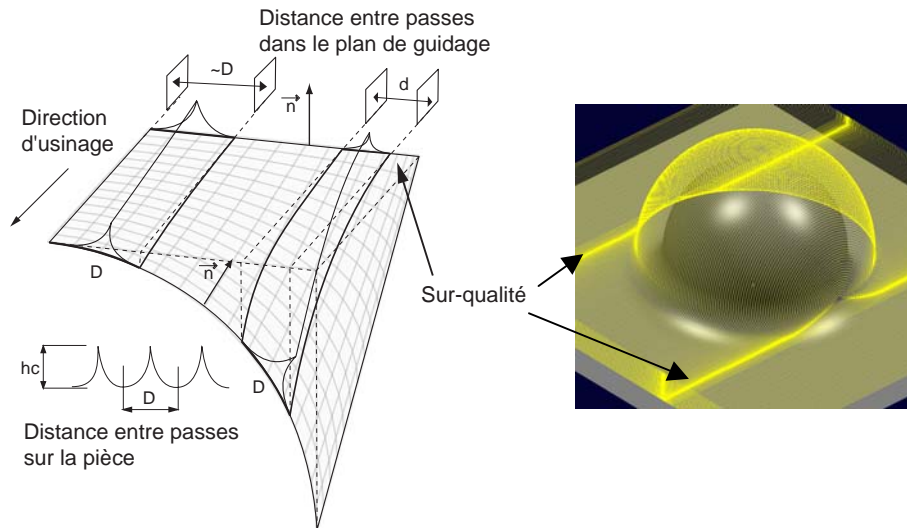 Distance entre passes
dans le plan de guidage
~D
d
n
Direction
d'usinage
D
n
Sur-qualité
hc
D
D
Distance entre passes
sur la pièce